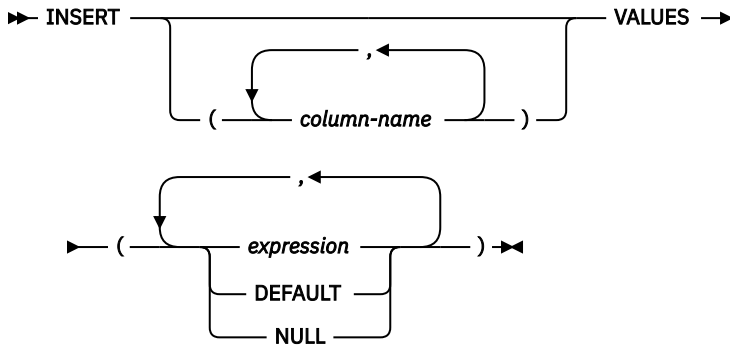 INSERT VALUES
,
( column-name )
,
( expression )
DEFAULT
NULL